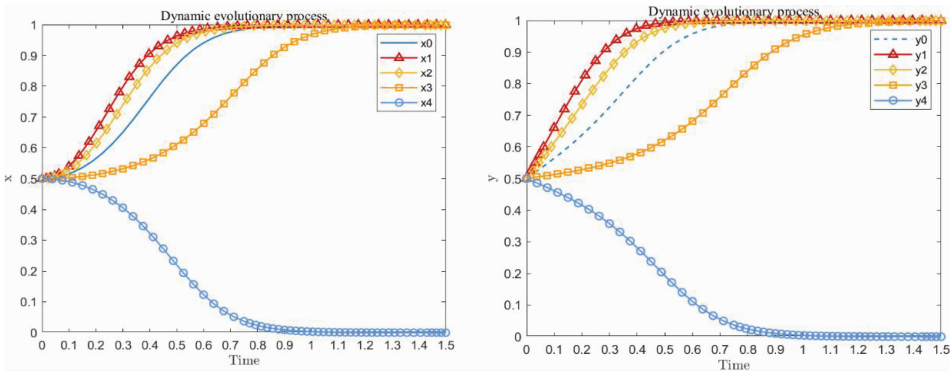 Dynamic evolutionary process
x
1
0.9
0.8
0.7
0.6
0.5
0.4
0.3
0.2
0.1
0
x0
x1
x2
x3
x4
0 0.1 0.2 0.3 0.4 0.5 0.6 0.7 0.8 0.9 1 1.1 1.2 1.3 1.4 1.5
Time
Dynamic evolutionary process
y
1
0.9
0.8
0.7
0.6
0.5
0.4
0.3
0.2
0.1
0
y0
y1
y2
y3
y4
0 0.1 0.2 0.3 0.4 0.5 0.6 0.7 0.8 0.9 1 1.1 1.2 1.3 1.4 1.5
Time